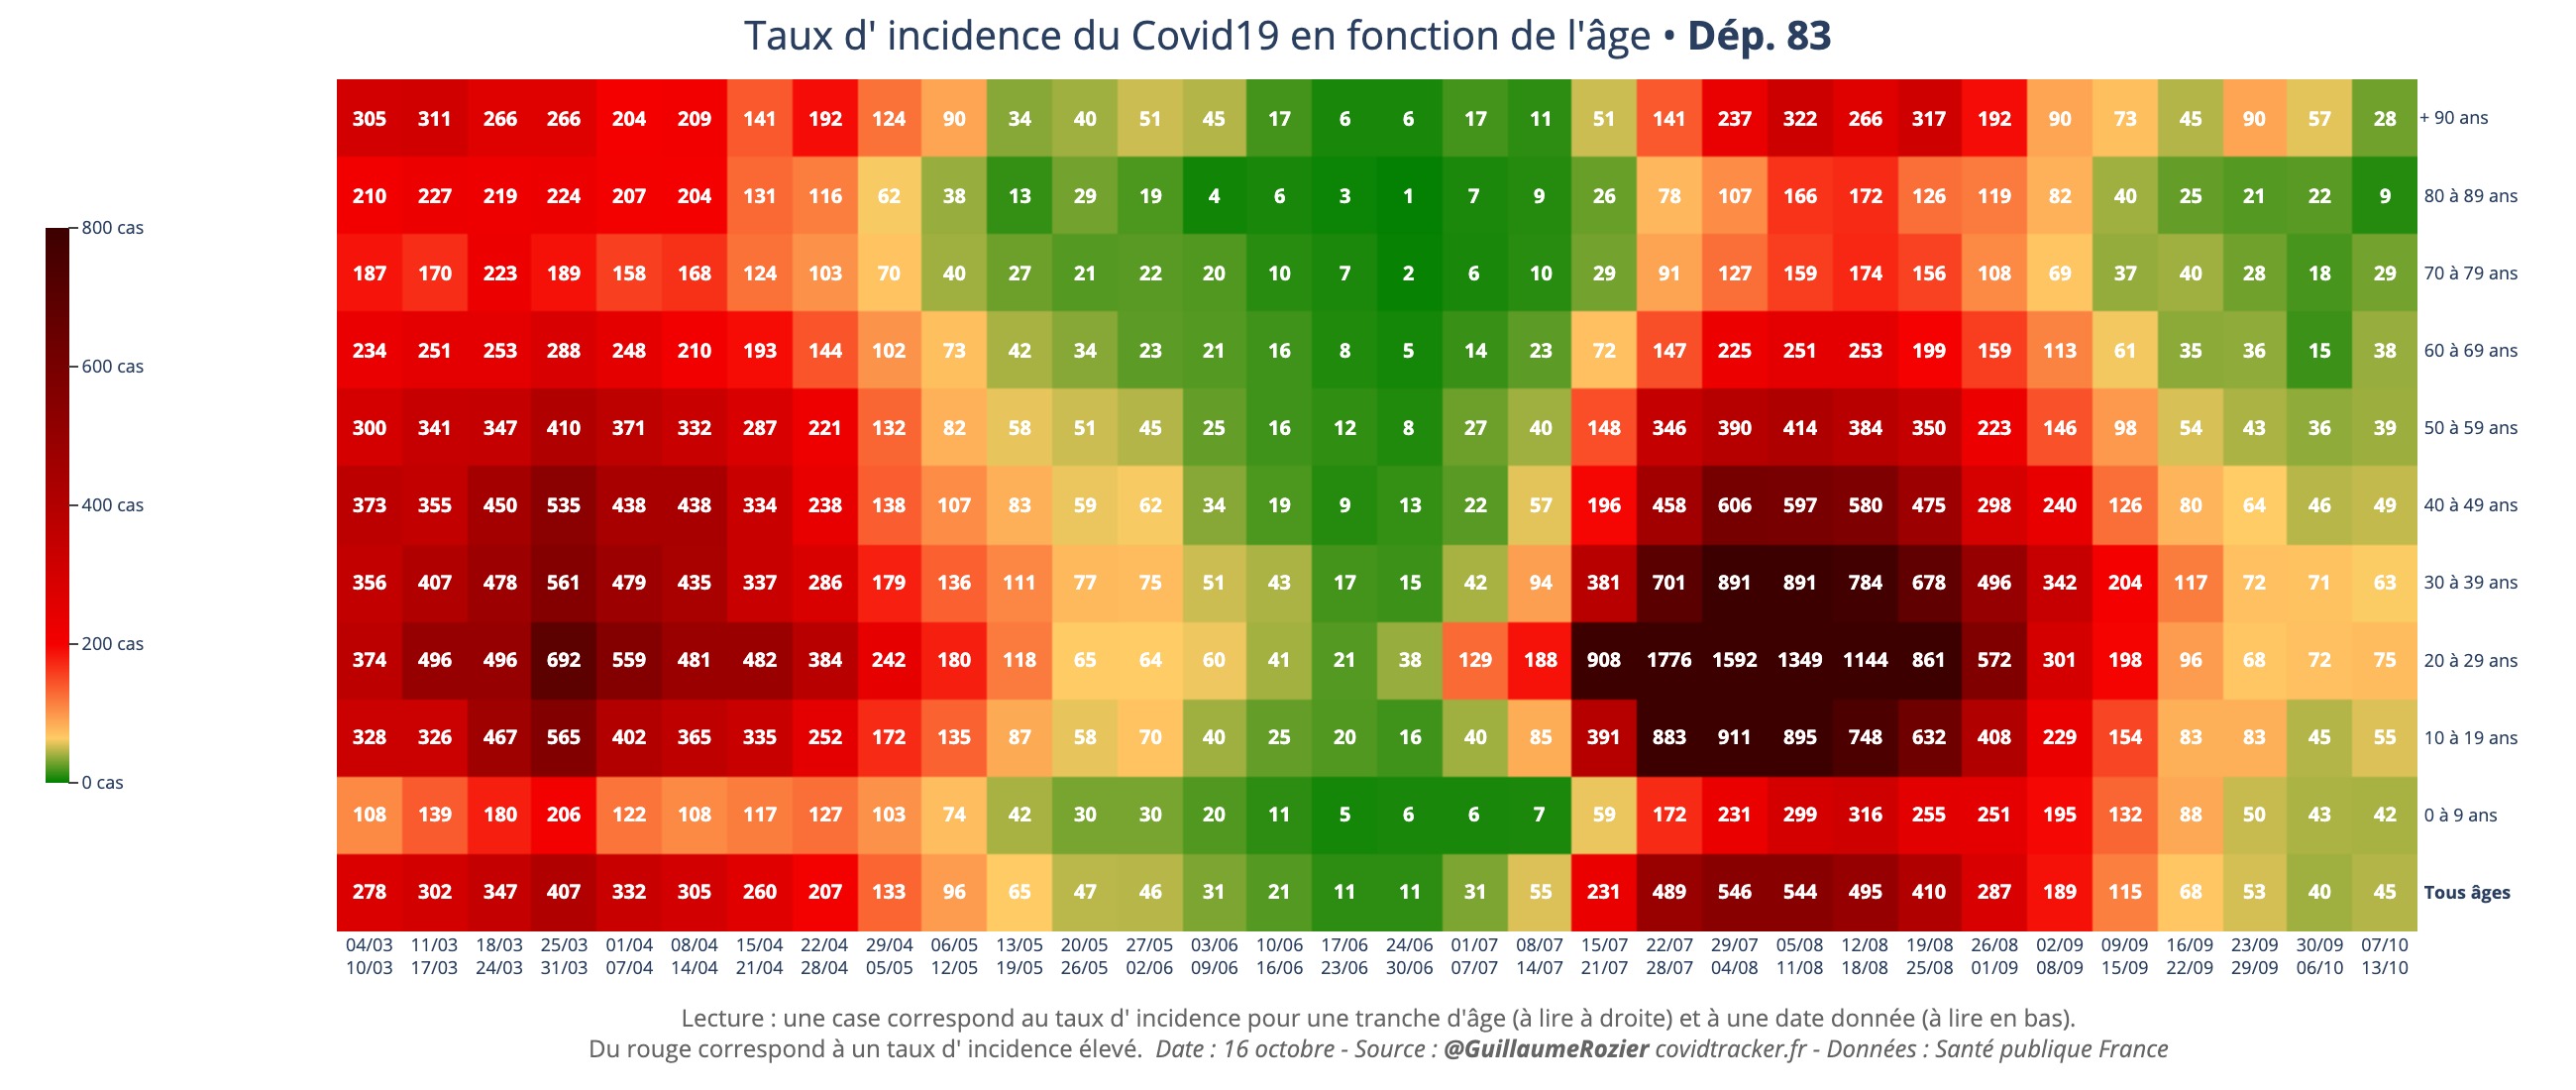 Taux d' incidence du Covid19 en fonction de l'âge • Dép. 83
800 cas
600 cas
400 cas
200 cas
0 cas
305 311 266 266 204 209 141 192 124 90 34 40 51 45 17 6 6 17 11 51 141 237 322 266 317 192 90 73 45 90 57 28 + 90 ans
210 227 219 224 207 204 131 116 62 38 13 29 19 4 6 3 1 7 9 26 78 107 166 172 126 119 82 40 25 21 22 9 80 à 89 ans
187 170 223 189 158 168 124 103 70 40 27 21 22 20 10 7 2 6 10 29 91 127 159 174 156 108 69 37 40 28 18 29 70 à 79 ans
234 251 253 288 248 210 193 144 102 73 42 34 23 21 16 8 5 14 23 72 147 225 251 253 199 159 113 61 35 36 15 38 60 à 69 ans
300 341 347 410 371 332 287 221 132 82 58 51 45 25 16 12 8 27 40 148 346 390 414 384 350 223 146 98 54 43 36 39 50 à 59 ans
373 355 450 535 438 438 334 238 138 107 83 59 62 34 19 9 13 22 57 196 458 606 597 580 475 298 240 126 80 64 46 49 40 à 49 ans
356 407 478 561 479 435 337 286 179 136 111 77 75 51 43 17 15 42 94 381 701 891 891 784 678 496 342 204 117 72 71 63 30 à 39 ans
374 496 496 692 559 481 482 384 242 180 118 65 64 60 41 21 38 129 188 908 1776 1592 1349 1144 861 572 301 198 96 68 72 75 20 à 29 ans
328 326 467 565 402 365 335 252 172 135 87 58 70 40 25 20 16 40 85 391 883 911 895 748 632 408 229 154 83 83 45 55 10 à 19 ans
108 139 180 206 122 108 117 127 103 74 42 30 30 20 11 5 6 6 7 59 172 231 299 316 255 251 195 132 88 50 43 42 0 à 9 ans
278 302 347 407 332 305 260 207 133 96 65 47 46 31 21 11 11 31 55 231 489 546 544 495 410 287 189 115 68 53 40 45 Tous âges
04/03 11/03 18/03 25/03 01/04 08/04 15/04 22/04 29/04 06/05 13/05 20/05 27/05 03/06 10/06 17/06 24/06 01/07 08/07 15/07 22/07 29/07 05/08 12/08 19/08 26/08 02/09 09/09 16/09 23/09 30/09 07/10
10/03 17/03 24/03 31/03 07/04 14/04 21/04 28/04 05/05 12/05 19/05 26/05 02/06 09/06 16/06 23/06 30/06 07/07 14/07 21/07 28/07 04/08 11/08 18/08 25/08 01/09 08/09 15/09 22/09 29/09 06/10 13/10
Lecture : une case correspond au taux d' incidence pour une tranche d'âge (à lire à droite) et à une date donnée (à lire en bas).
Du rouge correspond à un taux d' incidence élevé. Date : 16 octobre - Source : @GuillaumeRozier covidtracker.fr - Données : Santé publique France